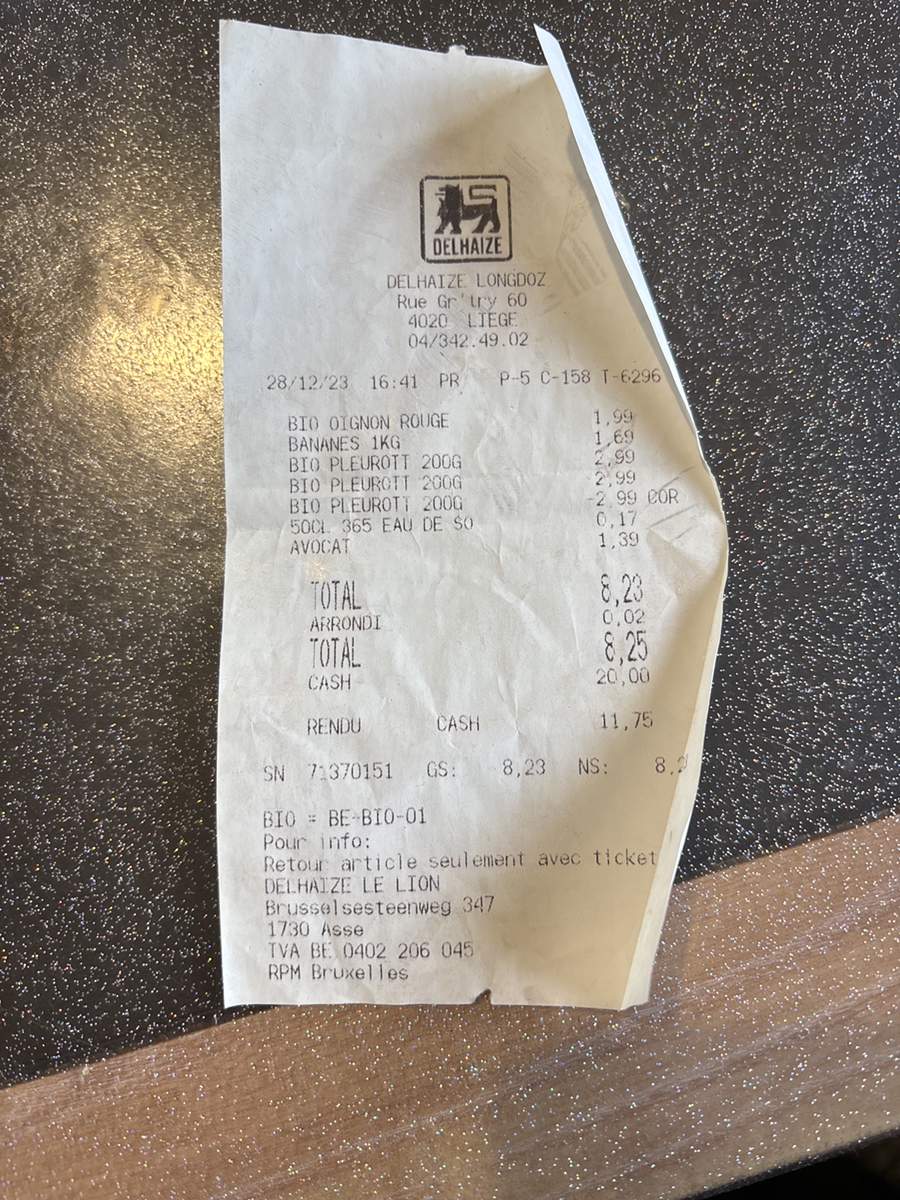 DELHAIZE
DELHAIZE LONGDOZ
Rue Gr'try 60
4020 LIEGE
04/342.49.02
28/12/23 16:41 PR P-5 C-158 T-6296
BIO OIGNON ROUGE 1,99
BANANES 1KG 1,69
BIO PLEUROTT 200G 2,99
BIO PLEUROTT 200G 2,99
BIO PLEUROTT 200G -2,99 COR
50CL 365 EAU DE SO 0,17
AVOCAT 1,39
TOTAL 8,23
ARRONDI 0,02
TOTAL 8,25
CASH 20,00
RENDU CASH 11,75
SN 71370151 GS: 8,23 NS: 8,2
BIO = BE-BIO-01
Pour info:
Retour article seulement avec ticket
DELHAIZE LE LION
Brusselsesteenweg 347
1730 Asse
TVA BE 0402 206 045
RPM Bruxelles